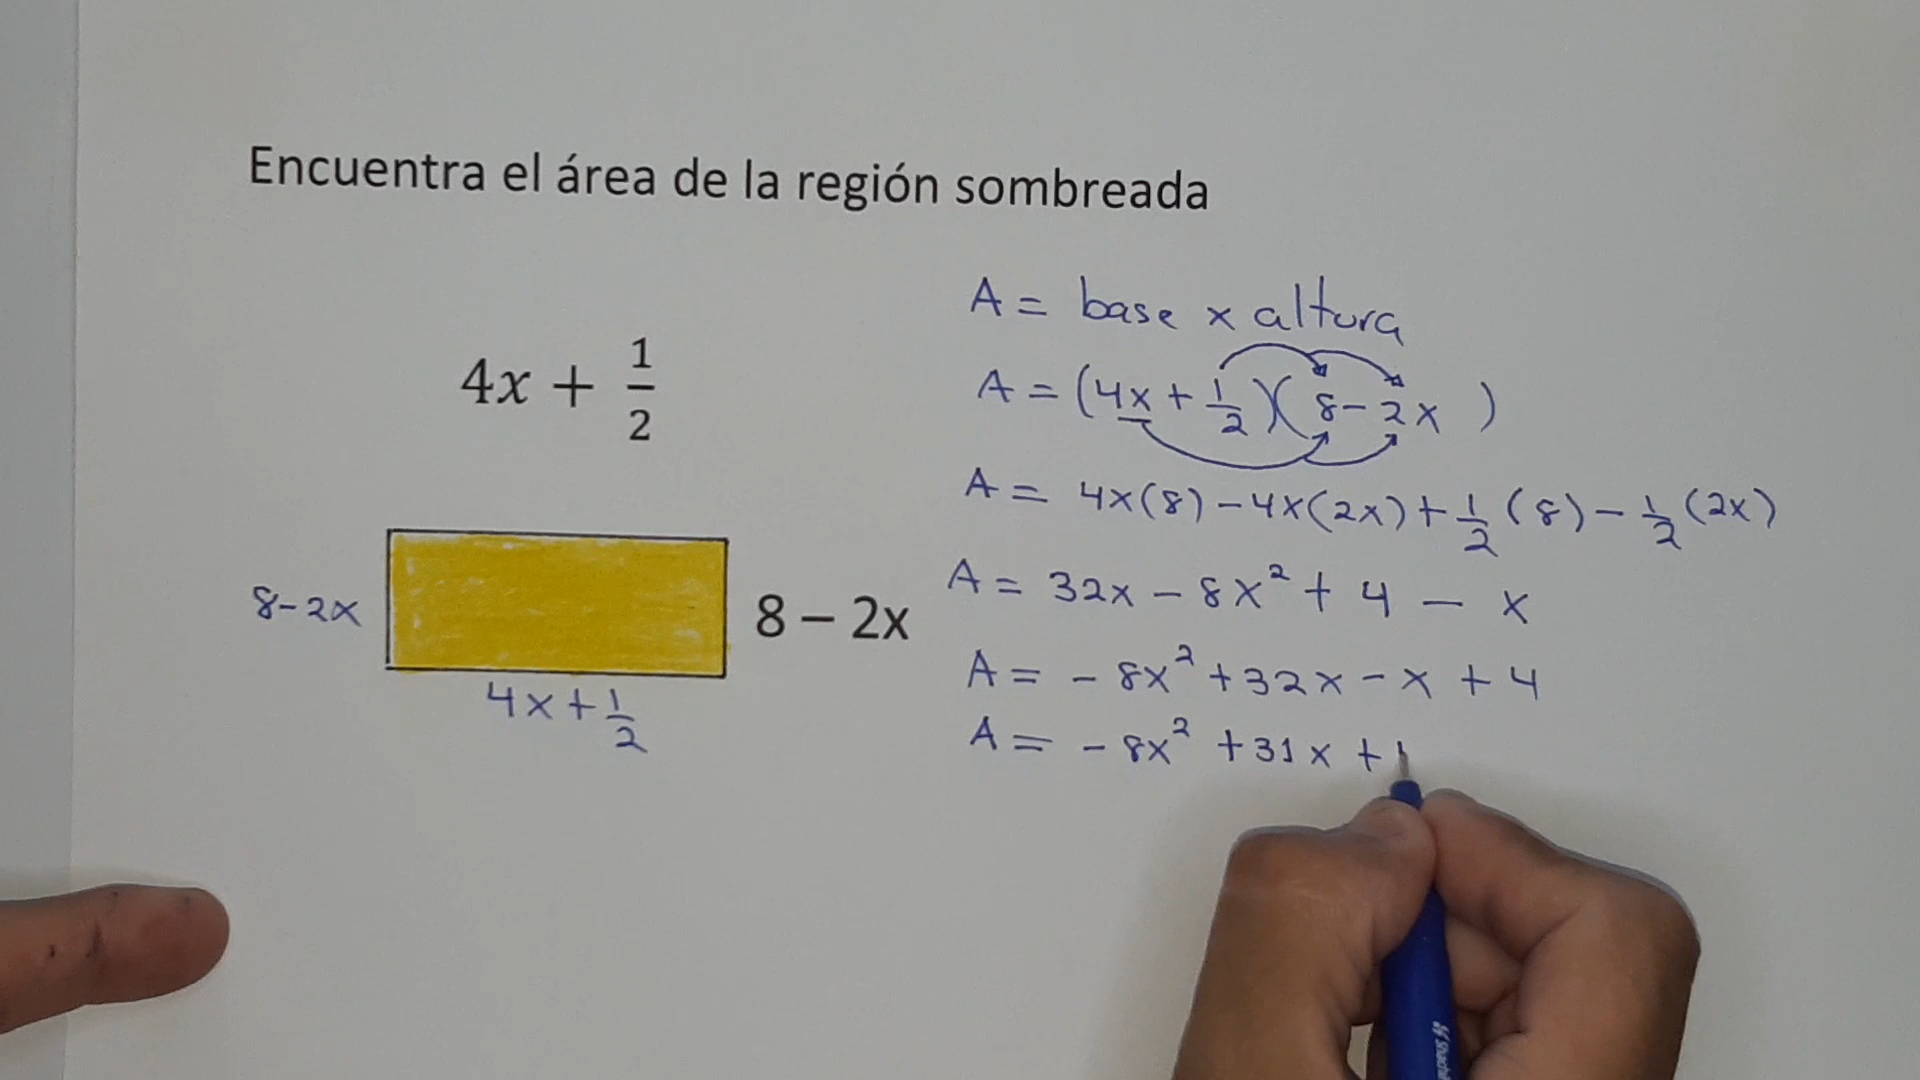 Encuentra el área de la región sombreada
4x + 1/2
8-2x
8 – 2x
4x+1/2
A = base x altura
A = (4x+1/2)(8-2x)
A = 4x(8)-4x(2x)+1/2(8)-1/2(2x)
A = 32x - 8x² + 4 - x
A = -8x²+32x-x+4
A = -8x²+31x+